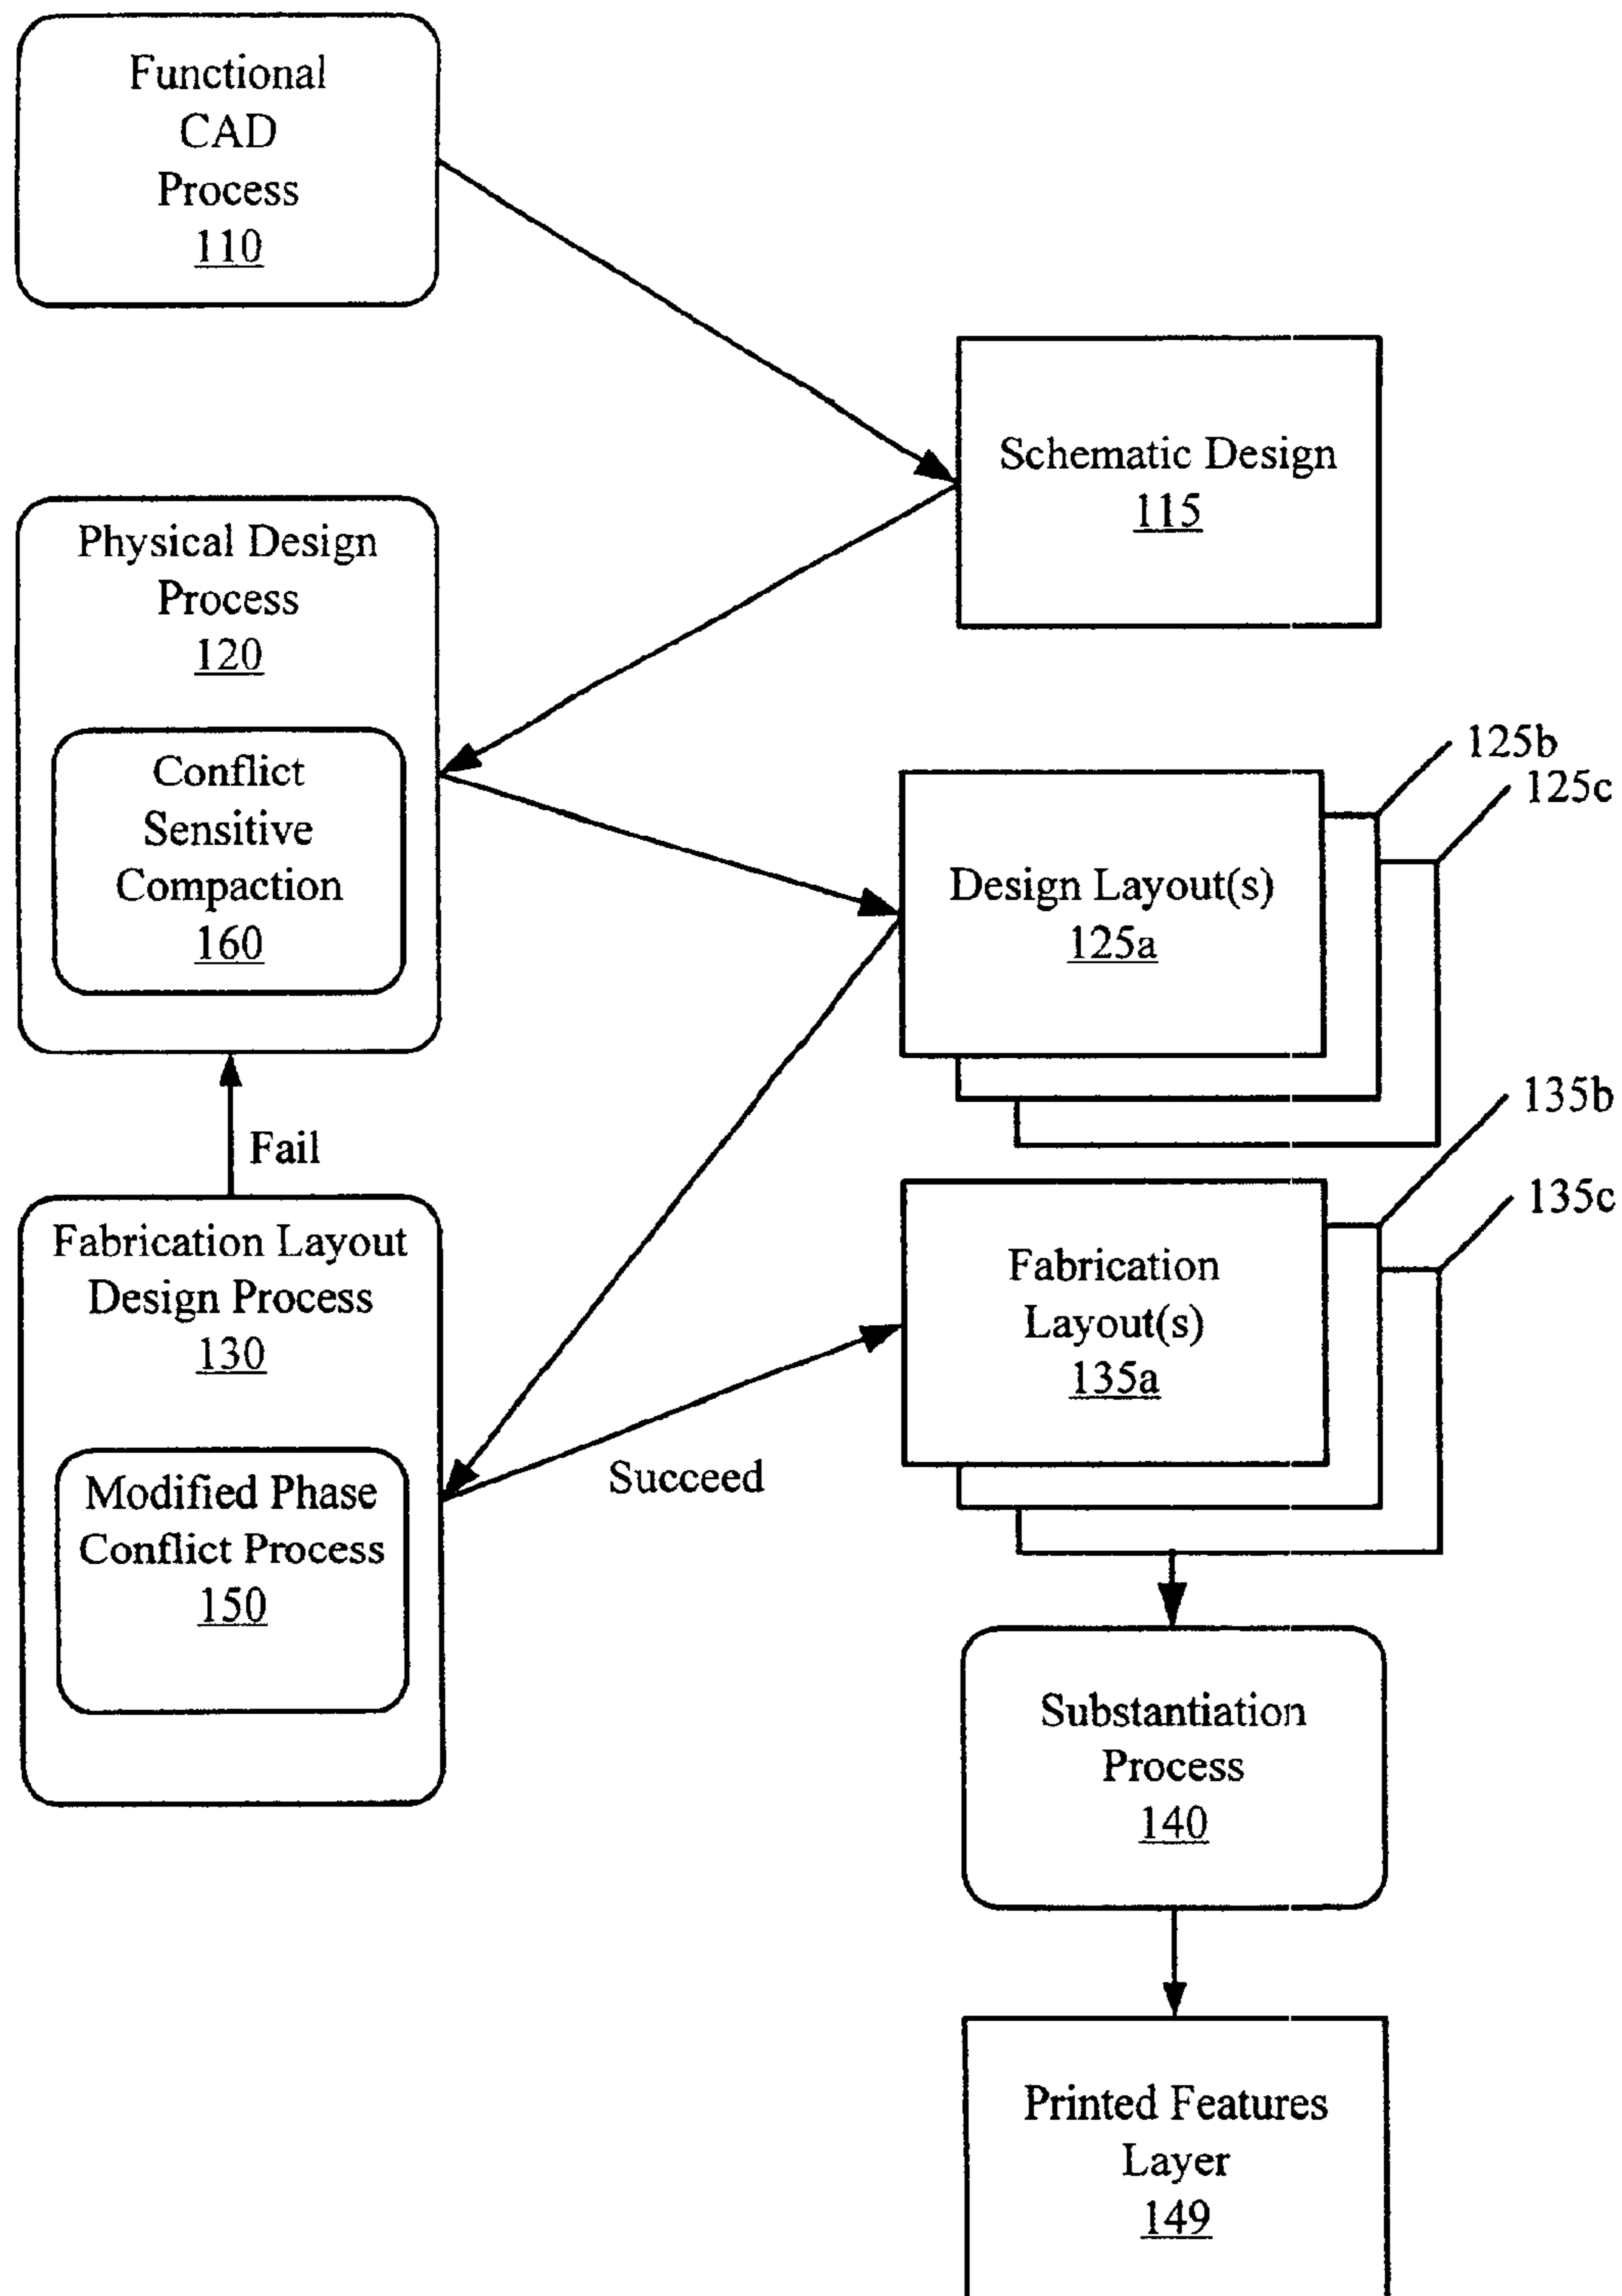 Functional
CAD
Process
110
Schematic Design
115
Physical Design
Process
120
Conflict
Sensitive
Compaction
160
125b
125c
Design Layout(s)
125a
Fail
135b
135c
Fabrication Layout
Design Process
130
Fabrication
Layout(s)
135a
Succeed
Modified Phase
Conflict Process
150
Substantiation
Process
140
Printed Features
Layer
149